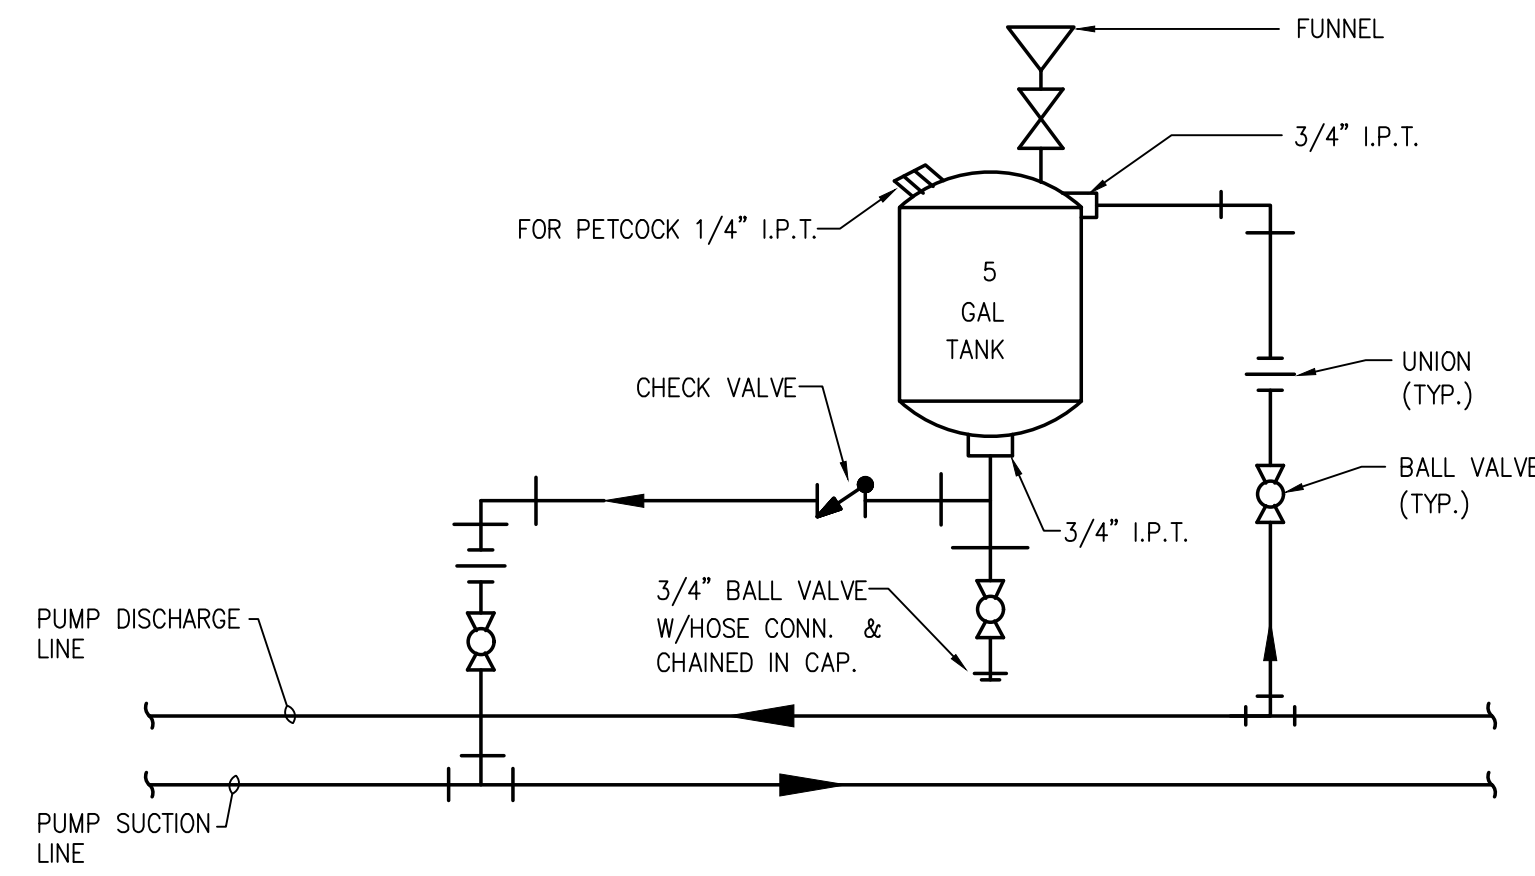 FUNNEL
3/4" I.P.T.
FOR PETCOCK 1/4" I.P.T.
5
GAL
TANK
UNION
(TYP.)
CHECK VALVE
BALL VALVE
(TYP.)
3/4" I.P.T.
3/4" BALL VALVE
W/HOSE CONN. &
CHAINED IN CAP.
PUMP DISCHARGE
LINE
PUMP SUCTION
LINE